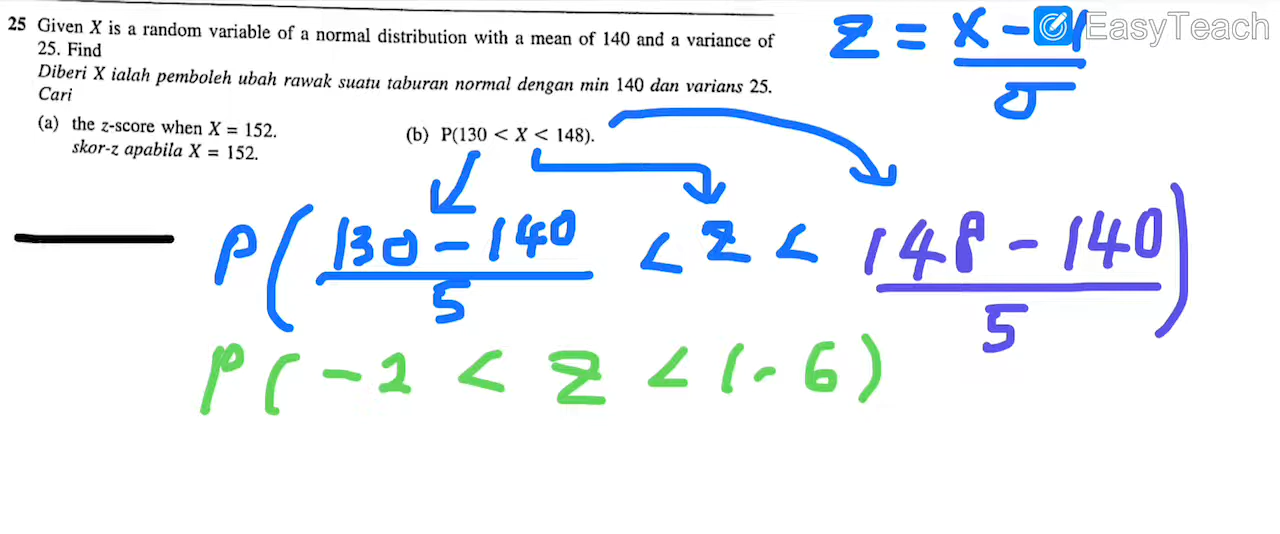 25 Given X is a random variable of a normal distribution with a mean of 140 and a variance of
25. Find
Diberi X ialah pemboleh ubah rawak suatu taburan normal dengan min 140 dan varians 25.
Cari
(a) the z-score when X = 152.
skor-z apabila X = 152.
(b) P(130 < X < 148).
z = x -
σ
EasyTeach
P( 130 - 140 < z < 148 - 140 )
5 5
P( -2 < z < 1.6 )